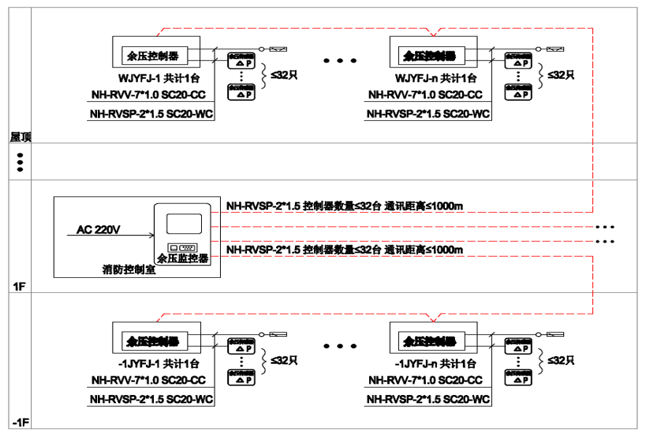 余压控制器
余压控制器
△P
≤32只
△P
△P
≤32只
△P
WJYFJ-1 共计1台
WJYFJ-n 共计1台
NH-RVV-7*1.0 SC20-CC
NH-RVV-7*1.0 SC20-CC
NH-RVSP-2*1.5 SC20-WC
NH-RVSP-2*1.5 SC20-WC
屋顶
NH-RVSP-2*1.5 控制器数量≤32台 通讯距离≤1000m
AC 220V
NH-RVSP-2*1.5 控制器数量≤32台 通讯距离≤1000m
余压监控器
消防控制室
1F
余压控制器
余压控制器
△P
≤32只
△P
△P
≤32只
△P
-1JYFJ-1 共计1台
-1JYFJ-n 共计1台
NH-RVV-7*1.0 SC20-CC
NH-RVV-7*1.0 SC20-CC
NH-RVSP-2*1.5 SC20-WC
NH-RVSP-2*1.5 SC20-WC
-1F